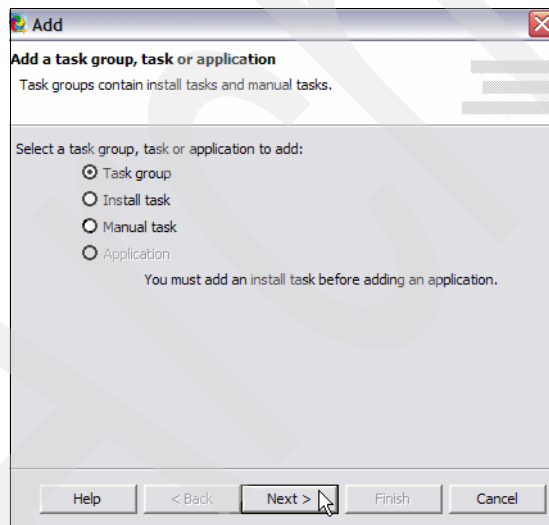 Add
Add a task group, task or application
Task groups contain install tasks and manual tasks.
Select a task group, task or application to add:
Task group
Install task
Manual task
Application
You must add an install task before adding an application.
Help
< Back
Next >
Finish
Cancel